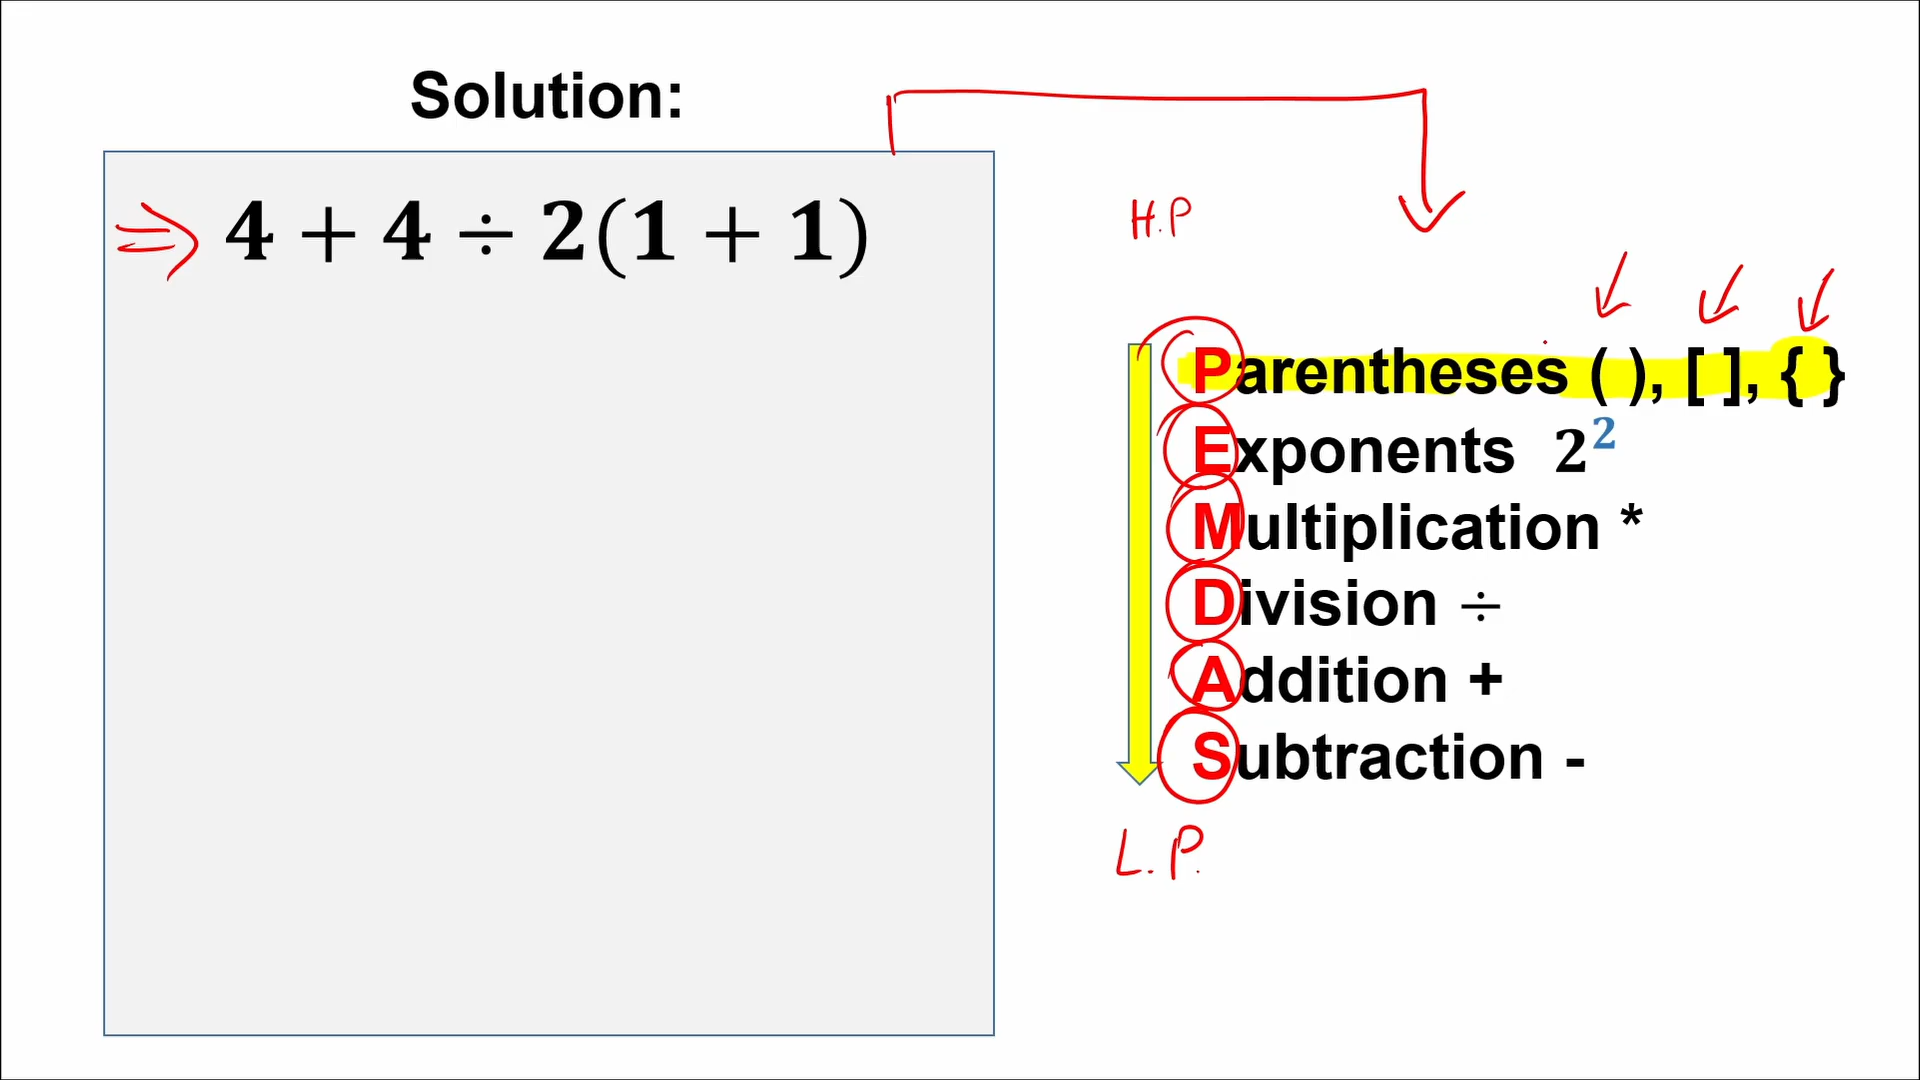 Solution:
⇒ 4 + 4 ÷ 2(1 + 1)
H.P
Parentheses ( ), [ ], { }
Exponents 2²
Multiplication *
Division ÷
Addition +
Subtraction -
L.P.